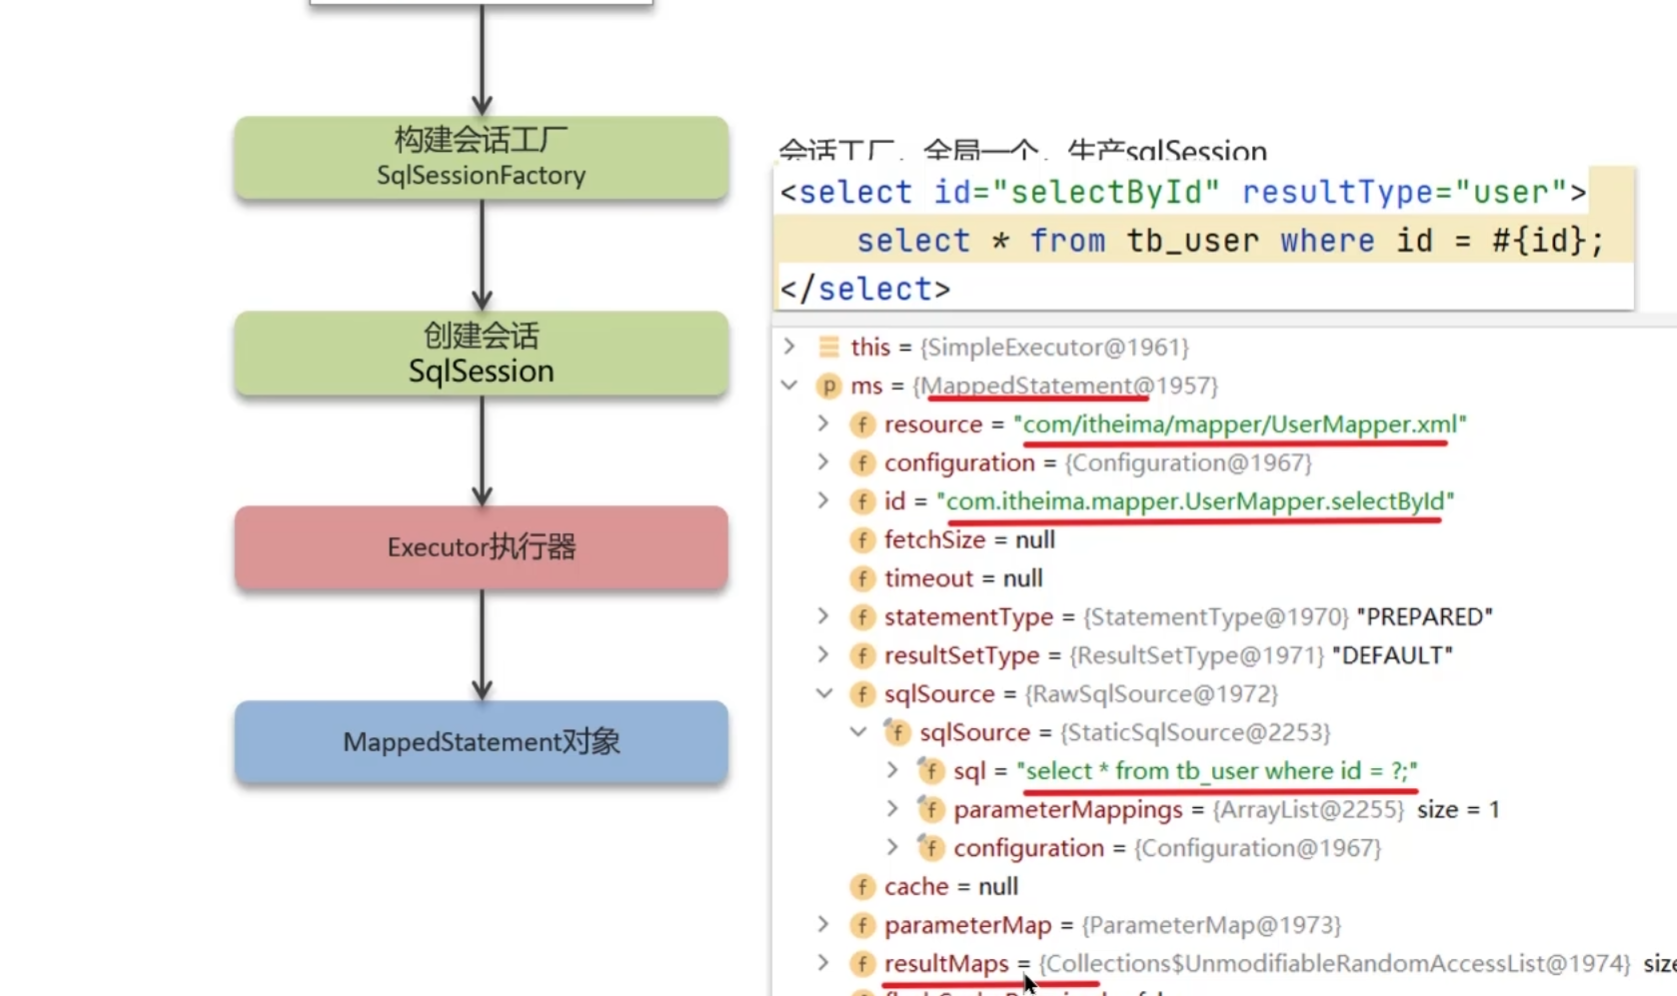 构建会话工厂
SqlSessionFactory
创建会话
SqlSession
Executor执行器
MappedStatement对象
会话工厂，全局一个，生产sqlSession
<select id="selectById" resultType="user">
select * from tb_user where id = #{id};
</select>
this = {SimpleExecutor@1961}
p ms = {MappedStatement@1957}
f resource = "com/itheima/mapper/UserMapper.xml"
f configuration = {Configuration@1967}
f id = "com.itheima.mapper.UserMapper.selectById"
f fetchSize = null
f timeout = null
f statementType = {StatementType@1970} "PREPARED"
f resultSetType = {ResultSetType@1971} "DEFAULT"
f sqlSource = {RawSqlSource@1972}
f sqlSource = {StaticSqlSource@2253}
f sql = "select * from tb_user where id = ?;"
f parameterMappings = {ArrayList@2255} size = 1
f configuration = {Configuration@1967}
f cache = null
f parameterMap = {ParameterMap@1973}
f resultMaps = {Collections$UnmodifiableRandomAccessList@1974}